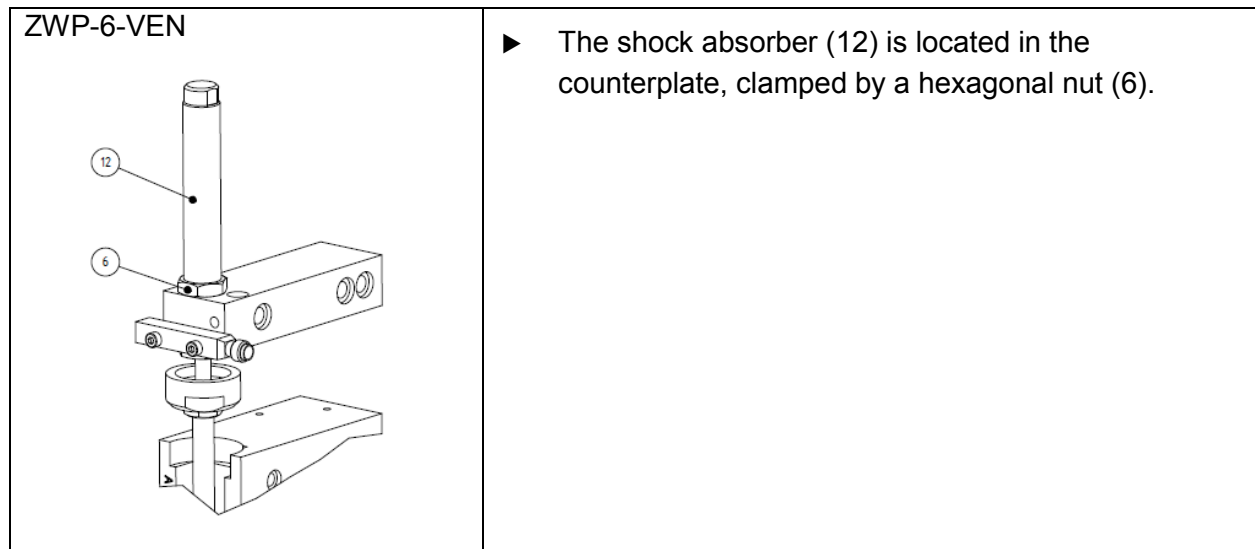 ZWP-6-VEN
► The shock absorber (12) is located in the
counterplate, clamped by a hexagonal nut (6).
12
6